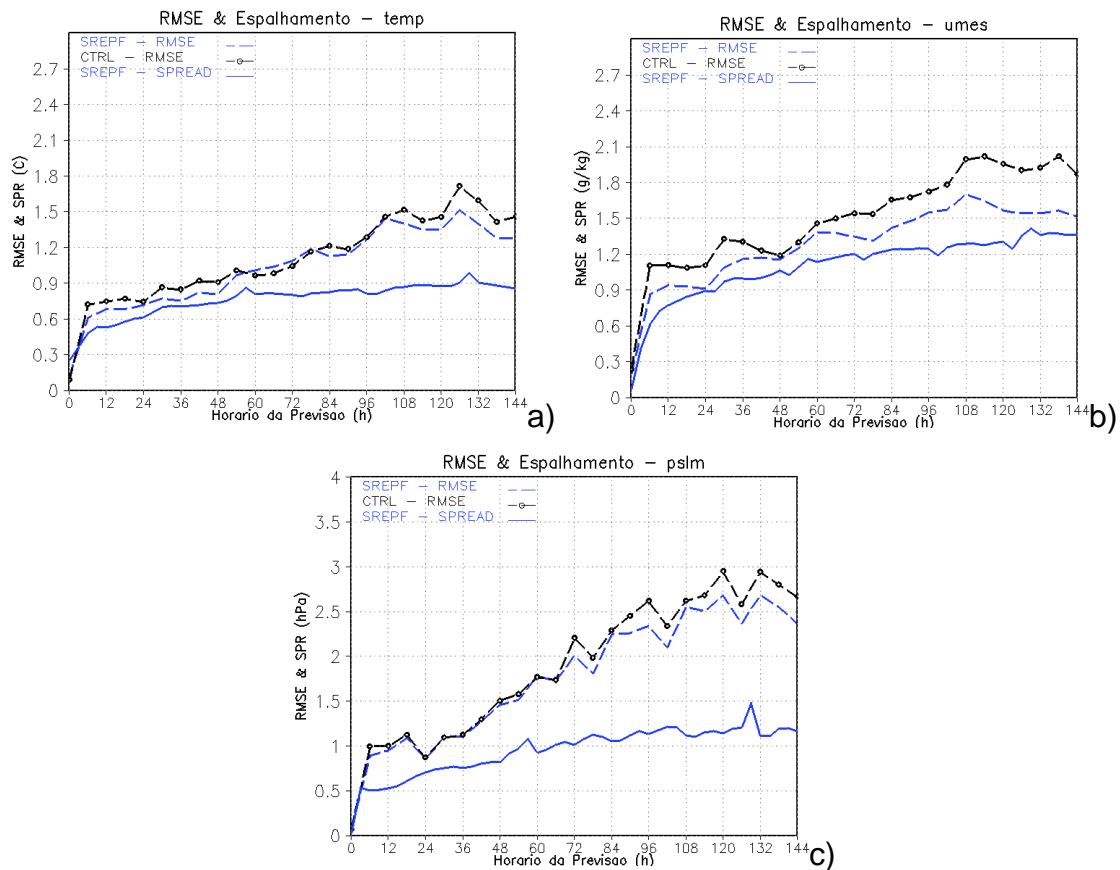 RMSE & Espalhamento − temp
SREPF − RMSE
CTRL − RMSE
SREPF − SPREAD
RMSE & SPR (C)
2.7
2.4
2.1
1.8
1.5
1.2
0.9
0.6
0.3
0
0 12 24 36 48 60 72 84 96 108 120 132 144
Horario da Previsao (h)
a)
RMSE & Espalhamento − umes
SREPF − RMSE
CTRL − RMSE
SREPF − SPREAD
RMSE & SPR (g/kg)
2.7
2.4
2.1
1.8
1.5
1.2
0.9
0.6
0.3
0
0 12 24 36 48 60 72 84 96 108 120 132 144
Horario da Previsao (h)
b)
RMSE & Espalhamento − pslm
SREPF − RMSE
CTRL − RMSE
SREPF − SPREAD
RMSE & SPR (hPa)
4
3.5
3
2.5
2
1.5
1
0.5
0
0 12 24 36 48 60 72 84 96 108 120 132 144
Horario da Previsao (h)
c)